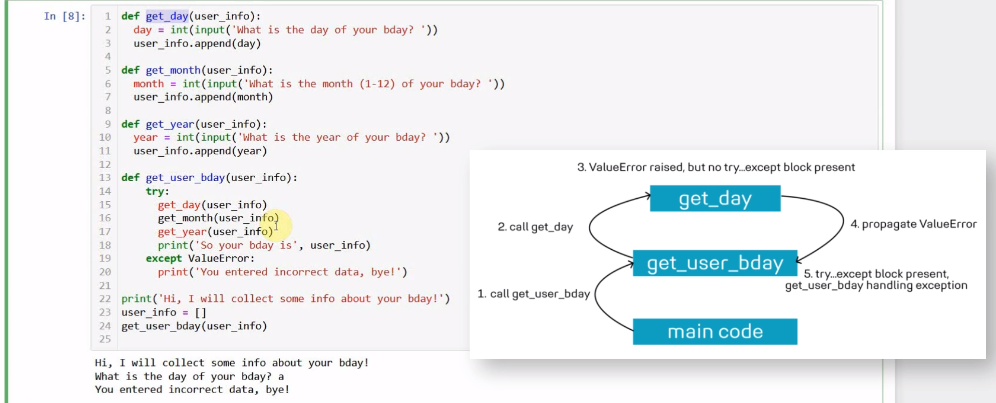 In [8]:
1 def get_day(user_info):
2 day = int(input('What is the day of your bday? '))
3 user_info.append(day)
4
5 def get_month(user_info):
6 month = int(input('What is the month (1-12) of your bday? '))
7 user_info.append(month)
8
9 def get_year(user_info):
10 year = int(input('What is the year of your bday? '))
11 user_info.append(year)
12
13 def get_user_bday(user_info):
14 try:
15 get_day(user_info)
16 get_month(user_info)
17 get_year(user_info)
18 print('So your bday is', user_info)
19 except ValueError:
20 print('You entered incorrect data, bye!')
21
22 print('Hi, I will collect some info about your bday!')
23 user_info = []
24 get_user_bday(user_info)
25
Hi, I will collect some info about your bday!
What is the day of your bday? a
You entered incorrect data, bye!
3. ValueError raised, but no try...except block present
get_day
2. call get_day
4. propagate ValueError
get_user_bday
5. try...except block present,
get_user_bday handling exception
1. call get_user_bday
main code